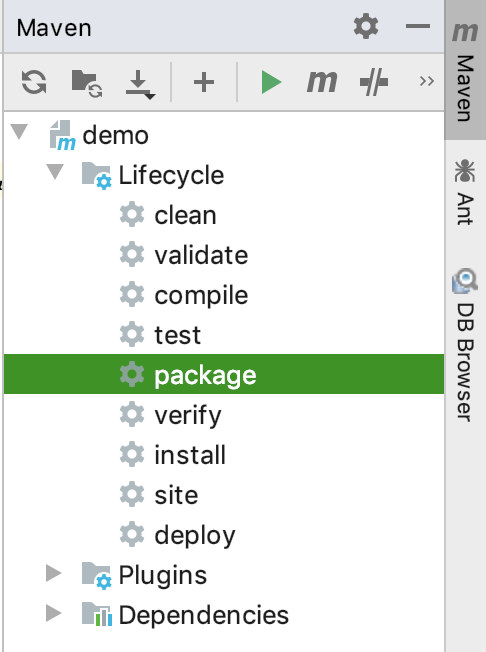 Maven
demo
Lifecycle
clean
validate
compile
test
package
verify
install
site
deploy
Plugins
Dependencies
m
Maven
Ant
DB Browser